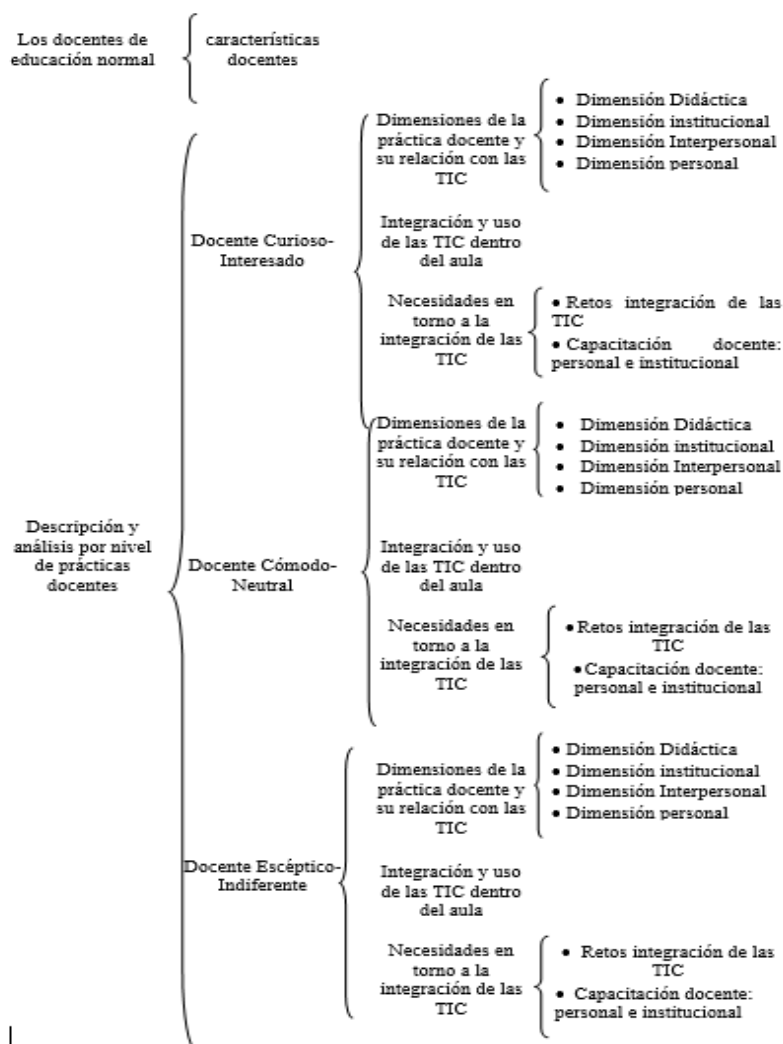 Los docentes de
educación normal
características
docentes
Descripción y
análisis por nivel
de prácticas
docentes
Docente Curioso-
Interesado
Dimensiones de la
práctica docente y
su relación con las
TIC
● Dimensión Didáctica
● Dimensión institucional
● Dimensión Interpersonal
● Dimensión personal
Integración y uso
de las TIC dentro
del aula
Necesidades en
torno a la
integración de las
TIC
● Retos integración de las
TIC
● Capacitación docente:
personal e institucional
Docente Cómodo-
Neutral
Dimensiones de la
práctica docente y
su relación con las
TIC
● Dimensión Didáctica
● Dimensión institucional
● Dimensión Interpersonal
● Dimensión personal
Integración y uso
de las TIC dentro
del aula
Necesidades en
torno a la
integración de las
TIC
● Retos integración de las
TIC
● Capacitación docente:
personal e institucional
Docente Escéptico-
Indiferente
Dimensiones de la
práctica docente y
su relación con las
TIC
● Dimensión Didáctica
● Dimensión institucional
● Dimensión Interpersonal
● Dimensión personal
Integración y uso
de las TIC dentro
del aula
Necesidades en
torno a la
integración de las
TIC
● Retos integración de las
TIC
● Capacitación docente:
personal e institucional